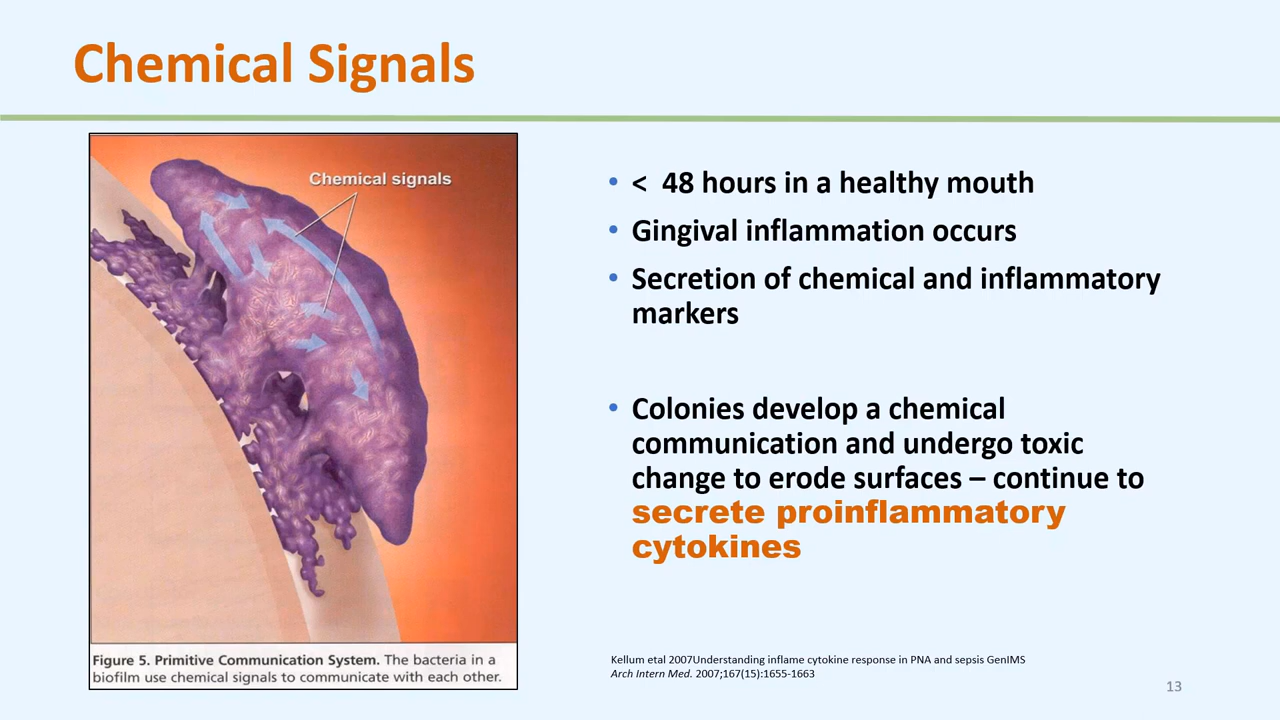 Chemical Signals
Chemical signals
Figure 5. Primitive Communication System. The bacteria in a
biofilm use chemical signals to communicate with each other.
• < 48 hours in a healthy mouth
• Gingival inflammation occurs
• Secretion of chemical and inflammatory
markers
• Colonies develop a chemical
communication and undergo toxic
change to erode surfaces – continue to
secrete proinflammatory
cytokines
Kellum etal 2007Understanding inflame cytokine response in PNA and sepsis GenIMS
Arch Intern Med. 2007;167(15):1655-1663
13